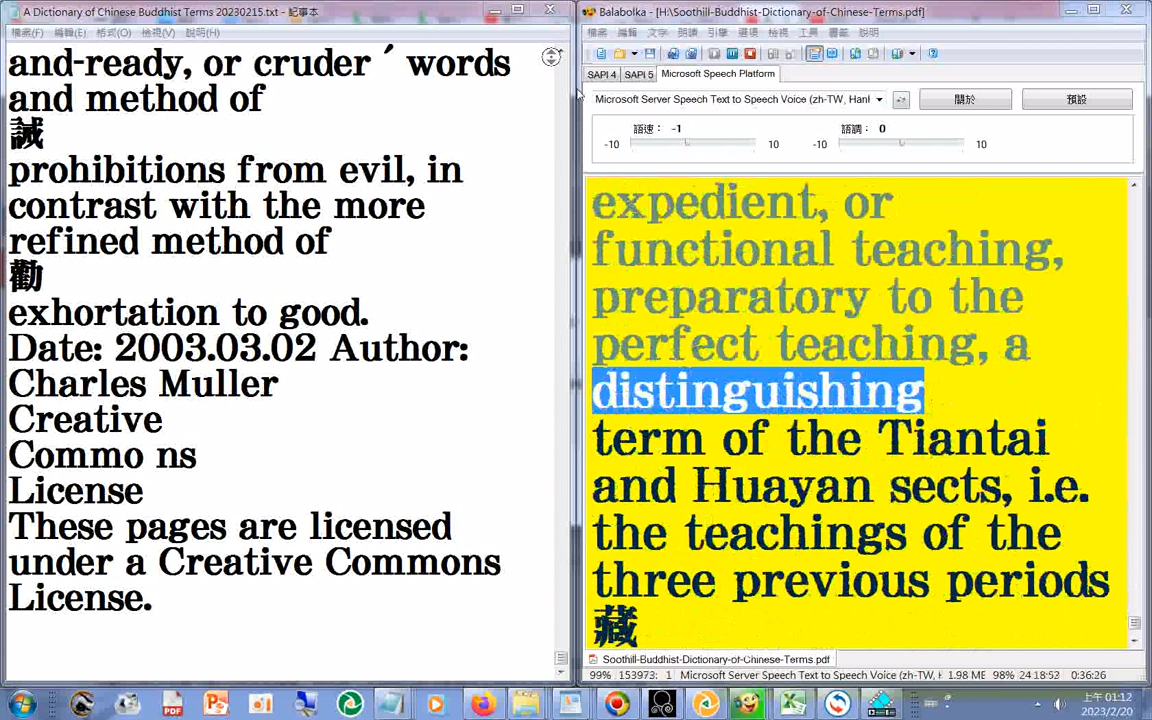 A Dictionary of Chinese Buddhist Terms 20230215.txt - 記事本
檔案(F) 編輯(E) 格式(O) 檢視(V) 說明(H)
and-ready, or cruder ´ words
and method of
誡
prohibitions from evil, in
contrast with the more
refined method of
勸
exhortation to good.
Date: 2003.03.02 Author:
Charles Muller
Creative
Commo ns
License
These pages are licensed
under a Creative Commons
License.
Balabolka - [H:\Soothill-Buddhist-Dictionary-of-Chinese-Terms.pdf]
檔案 編輯 文字 朗讀 引擎 選項 檢視 工具 書籤 說明
SAPI 4 SAPI 5 Microsoft Speech Platform
Microsoft Server Speech Text to Speech Voice (zh-TW, HanH
關於
預設
語速： -1
語調： 0
-10 10 -10 10
expedient, or
functional teaching,
preparatory to the
perfect teaching, a
distinguishing
term of the Tiantai
and Huayan sects, i.e.
the teachings of the
three previous periods
藏
Soothill-Buddhist-Dictionary-of-Chinese-Terms.pdf
99% 153973: 1 Microsoft Server Speech Text to Speech Voice (zh-TW, H 1.98 ME 98% 24:18:52 0:36:26
PDF
上午 01:12
2023/2/20